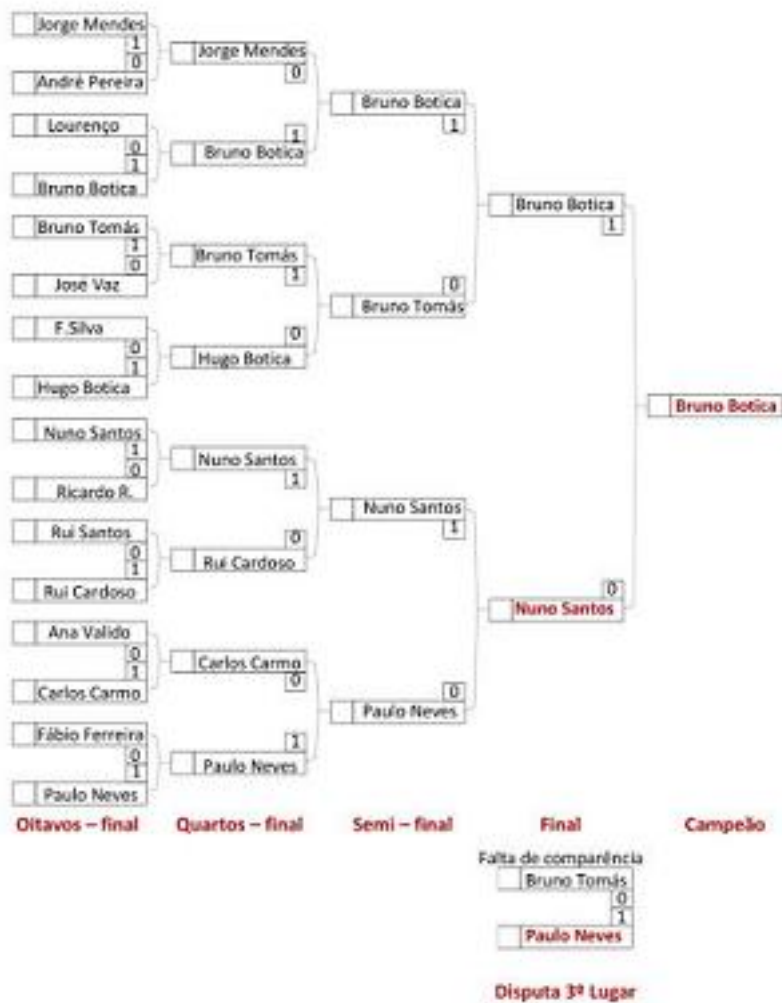 Jorge Mendes
1
0
André Pereira
Lourenço
0
1
Bruno Botica
Bruno Tomás
1
0
José Vaz
F.Silva
0
1
Hugo Botica
Nuno Santos
1
0
Ricardo R.
Rui Santos
0
1
Rui Cardoso
Ana Valido
0
1
Carlos Carmo
Fábio Ferreira
0
1
Paulo Neves
Oitavos – final
Jorge Mendes
0
1
Bruno Botica
Bruno Tomás
1
0
Hugo Botica
Nuno Santos
1
0
Rui Cardoso
Carlos Carmo
0
1
Paulo Neves
Quartos – final
Bruno Botica
1
0
Bruno Tomás
Nuno Santos
1
0
Paulo Neves
Semi – final
Bruno Botica
1
0
Nuno Santos
Final
Bruno Botica
Campeão
Falta de comparência
Bruno Tomás
0
1
Paulo Neves
Disputa 3º Lugar